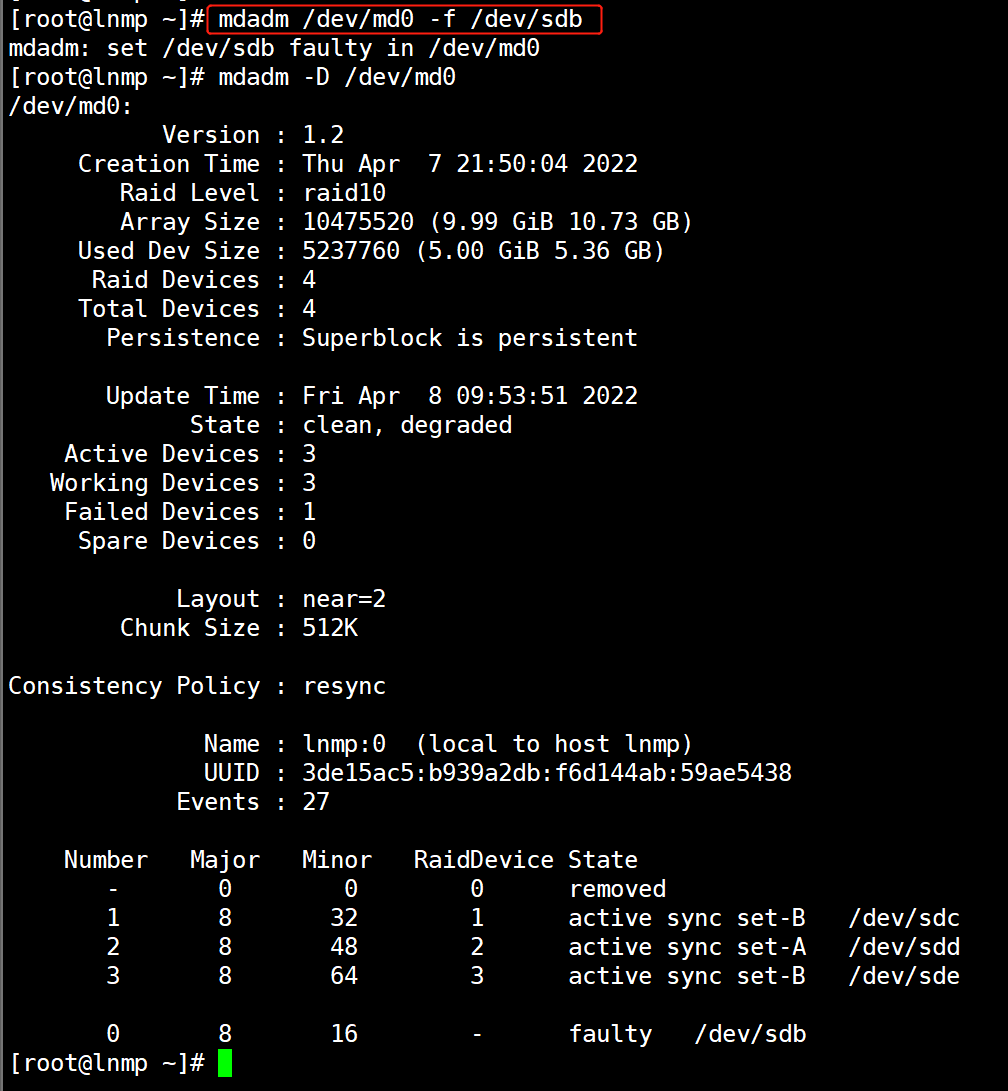 [root@lnmp ~]# mdadm /dev/md0 -f /dev/sdb
mdadm: set /dev/sdb faulty in /dev/md0
[root@lnmp ~]# mdadm -D /dev/md0
/dev/md0:
           Version : 1.2
     Creation Time : Thu Apr  7 21:50:04 2022
        Raid Level : raid10
        Array Size : 10475520 (9.99 GiB 10.73 GB)
     Used Dev Size : 5237760 (5.00 GiB 5.36 GB)
      Raid Devices : 4
     Total Devices : 4
       Persistence : Superblock is persistent

       Update Time : Fri Apr  8 09:53:51 2022
             State : clean, degraded
    Active Devices : 3
   Working Devices : 3
    Failed Devices : 1
     Spare Devices : 0

            Layout : near=2
        Chunk Size : 512K

Consistency Policy : resync

              Name : lnmp:0  (local to host lnmp)
              UUID : 3de15ac5:b939a2db:f6d144ab:59ae5438
            Events : 27

    Number   Major   Minor   RaidDevice State
       -       0        0        0      removed
       1       8       32        1      active sync set-B   /dev/sdc
       2       8       48        2      active sync set-A   /dev/sdd
       3       8       64        3      active sync set-B   /dev/sde

       0       8       16        -      faulty   /dev/sdb
[root@lnmp ~]#